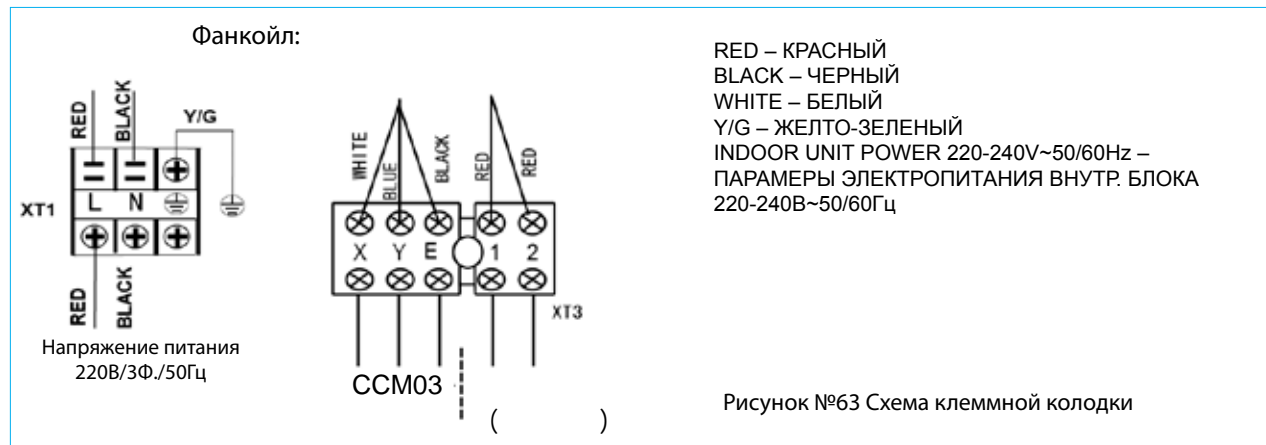 Фанкойл:
RED
BLACK
Y/G
XT1
L N
RED
BLACK
Напряжение питания
220В/3Ф./50Гц
WHITE
BLUE
BLACK
RED
RED
X Y E 1 2
XT3
CCM03
( )
RED – КРАСНЫЙ
BLACK – ЧЕРНЫЙ
WHITE – БЕЛЫЙ
Y/G – ЖЕЛТО-ЗЕЛЕНЫЙ
INDOOR UNIT POWER 220-240V~50/60Hz –
ПАРАМЕРЫ ЭЛЕКТРОПИТАНИЯ ВНУТР. БЛОКА
220-240В~50/60Гц
Рисунок №63 Схема клеммной колодки